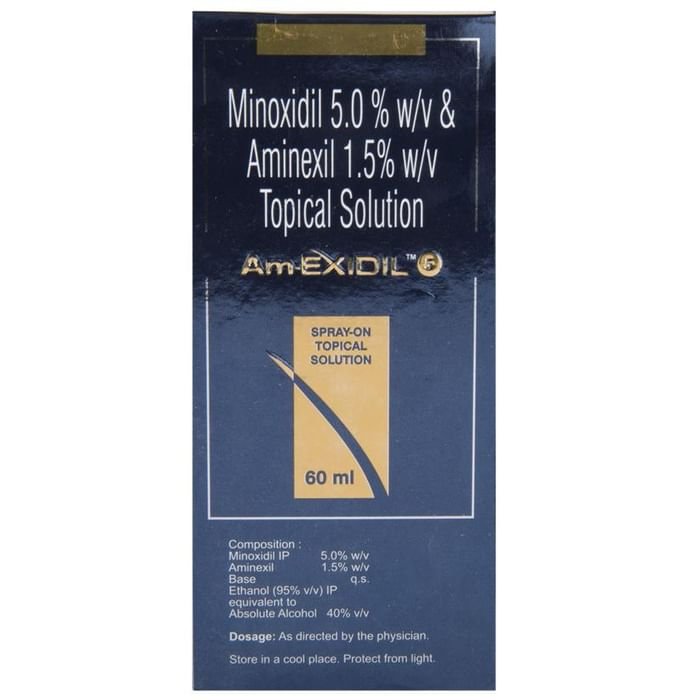 Minoxidil 5.0 % w/v &
Aminexil 1.5% w/v
Topical Solution
Am-EXIDIL™ 5
SPRAY-ON
TOPICAL
SOLUTION
60 ml
Composition :
Minoxidil IP 5.0% w/v
Aminexil 1.5% w/v
Base q.s.
Ethanol (95% v/v) IP
equivalent to
Absolute Alcohol 40% v/v
Dosage: As directed by the physician.
Store in a cool place. Protect from light.